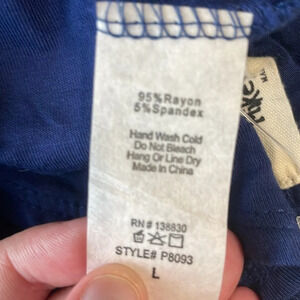 95%Rayon
5%Spandex
Hand Wash Cold
Do Not Bleach
Hang Or Line Dry
Made In China
RN# 138830
STYLE# P8093
L